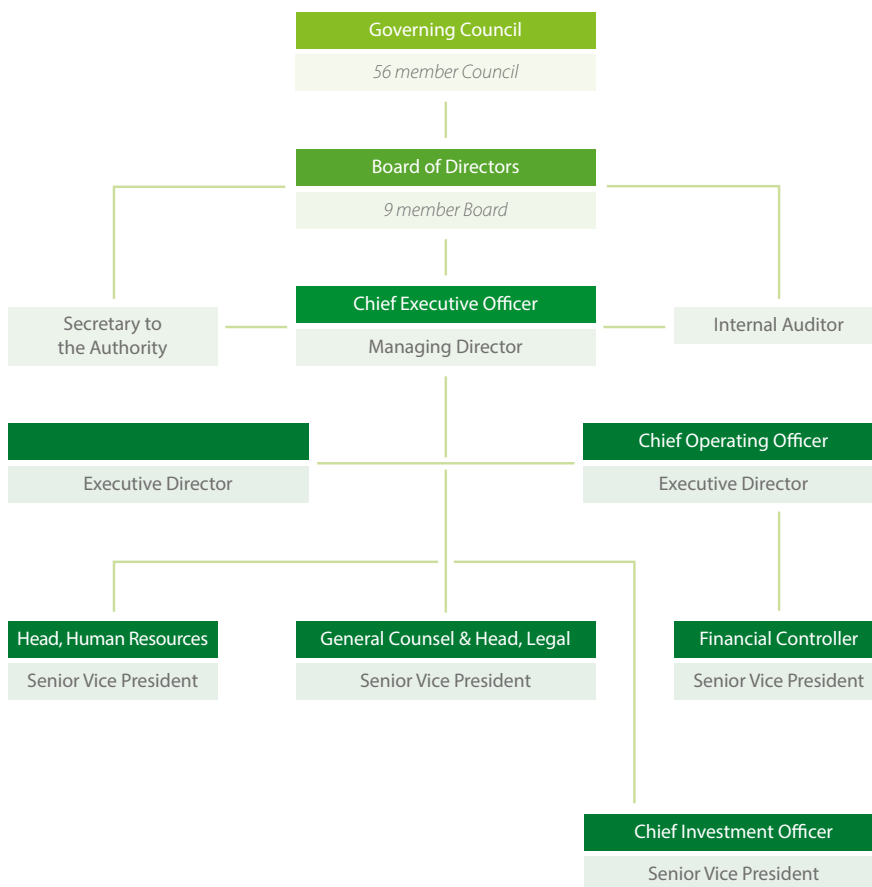 Governing Council
56 member Council
Board of Directors
9 member Board
Chief Executive Officer
Managing Director
Secretary to
the Authority
Internal Auditor
Executive Director
Chief Operating Officer
Executive Director
Head, Human Resources
Senior Vice President
General Counsel & Head, Legal
Senior Vice President
Financial Controller
Senior Vice President
Chief Investment Officer
Senior Vice President